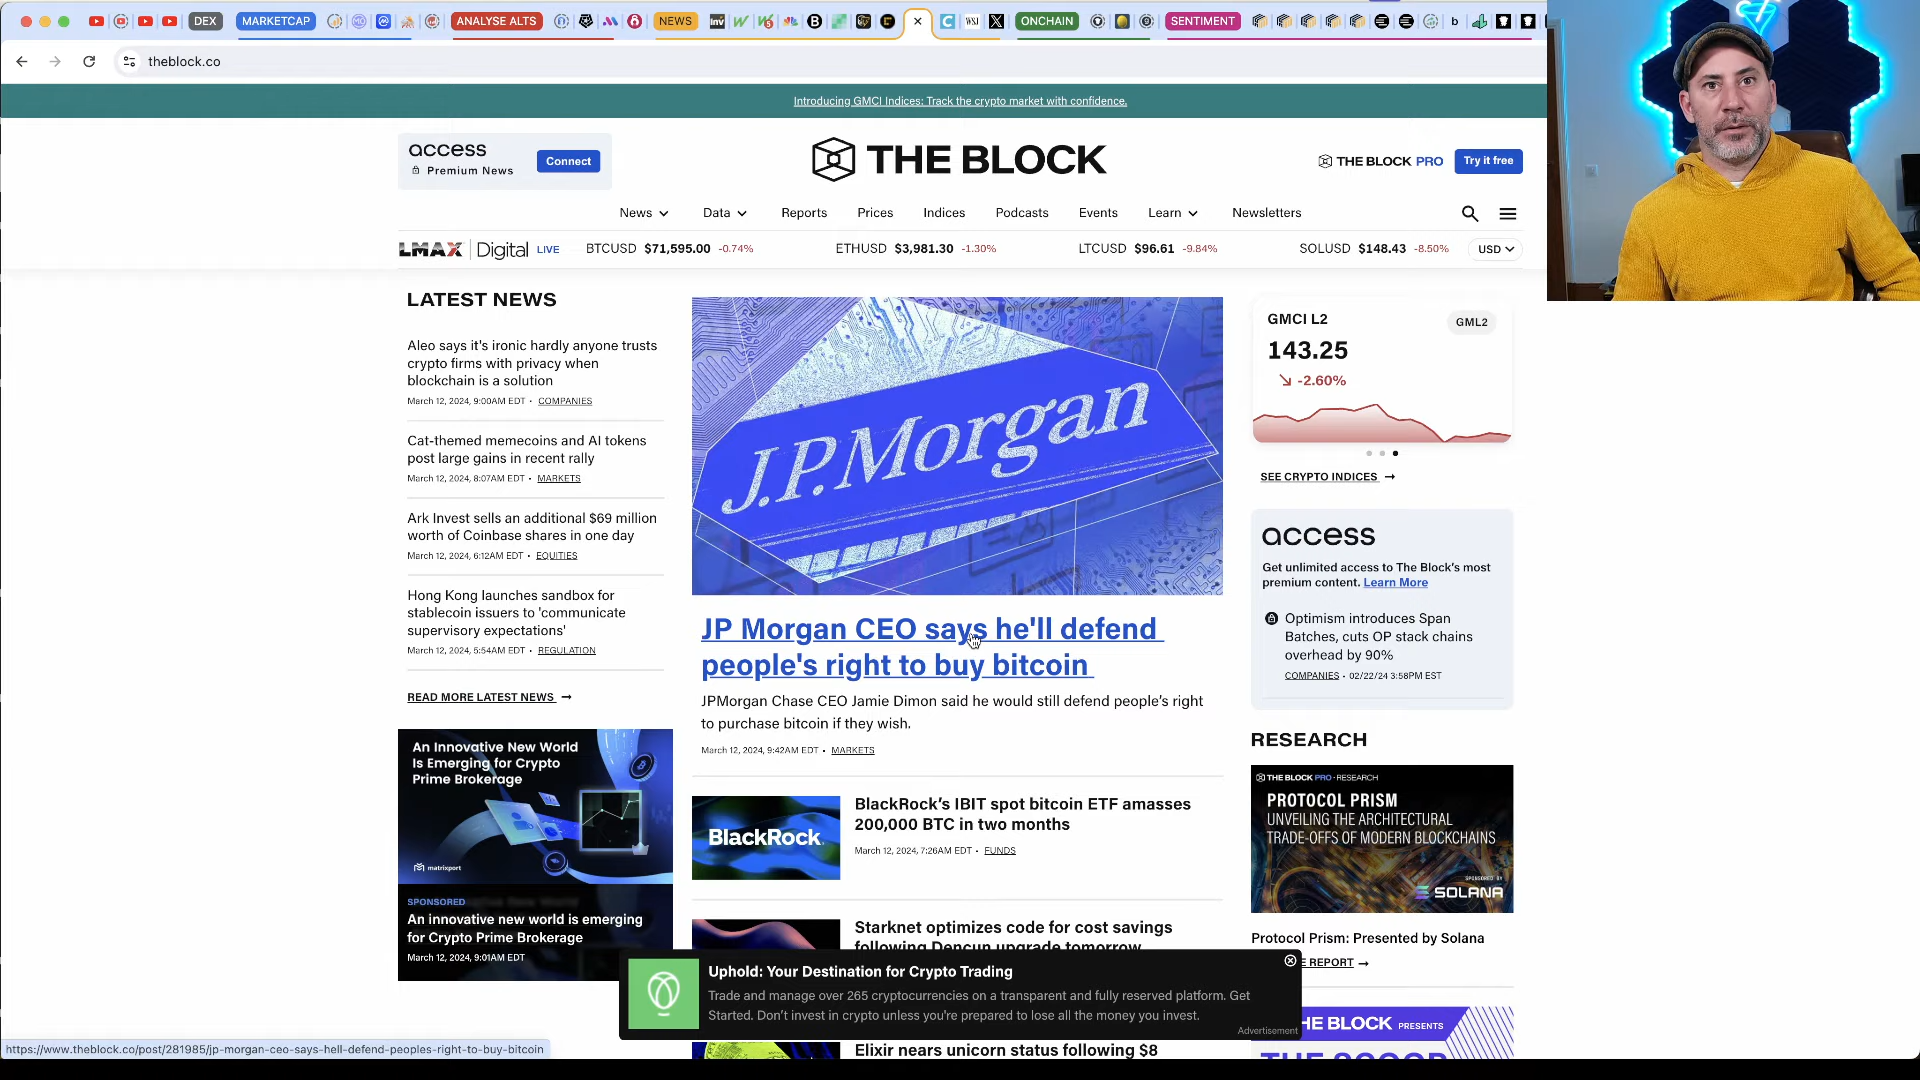 DEX
MARKETCAP
ANALYSE ALTS
NEWS
ONCHAIN
SENTIMENT
theblock.co
Introducing GMCI Indices: Track the crypto market with confidence.
access
Premium News
Connect
THE BLOCK
THE BLOCK PRO
Try it free
News
Data
Reports
Prices
Indices
Podcasts
Events
Learn
Newsletters
LMAX Digital LIVE
BTCUSD $71,595.00 -0.74%
ETHUSD $3,981.30 -1.30%
LTCUSD $96.61 -9.84%
SOLUSD $148.43 -8.50%
USD
LATEST NEWS
Aleo says it's ironic hardly anyone trusts
crypto firms with privacy when
blockchain is a solution
March 12, 2024, 9:00AM EDT • COMPANIES
Cat-themed memecoins and AI tokens
post large gains in recent rally
March 12, 2024, 8:07AM EDT • MARKETS
Ark Invest sells an additional $69 million
worth of Coinbase shares in one day
March 12, 2024, 6:12AM EDT • EQUITIES
Hong Kong launches sandbox for
stablecoin issuers to 'communicate
supervisory expectations'
March 12, 2024, 5:54AM EDT • REGULATION
READ MORE LATEST NEWS →
An Innovative New World
Is Emerging for Crypto
Prime Brokerage
matrixport
SPONSORED
An innovative new world is emerging
for Crypto Prime Brokerage
March 12, 2024, 9:01AM EDT
J.P.Morgan
JP Morgan CEO says he'll defend
people's right to buy bitcoin
JPMorgan Chase CEO Jamie Dimon said he would still defend people's right
to purchase bitcoin if they wish.
March 12, 2024, 9:42AM EDT • MARKETS
BlackRock.
BlackRock's IBIT spot bitcoin ETF amasses
200,000 BTC in two months
March 12, 2024, 7:26AM EDT • FUNDS
Starknet optimizes code for cost savings
following Dencun upgrade tomorrow
Elixir nears unicorn status following $8
GMCI L2
GML2
143.25
-2.60%
SEE CRYPTO INDICES →
access
Get unlimited access to The Block's most
premium content. Learn More
Optimism introduces Span
Batches, cuts OP stack chains
overhead by 90%
COMPANIES • 02/22/24 3:58PM EST
RESEARCH
THE BLOCK PRO • RESEARCH
PROTOCOL PRISM
UNVEILING THE ARCHITECTURAL
TRADE-OFFS OF MODERN BLOCKCHAINS
SPONSORED BY
SOLANA
Protocol Prism: Presented by Solana
E REPORT →
HE BLOCK PRESENTS
THE SCOOP
Uphold: Your Destination for Crypto Trading
Trade and manage over 265 cryptocurrencies on a transparent and fully reserved platform. Get
Started. Don't invest in crypto unless you're prepared to lose all the money you invest.
Advertisement
https://www.theblock.co/post/281985/jp-morgan-ceo-says-hell-defend-peoples-right-to-buy-bitcoin